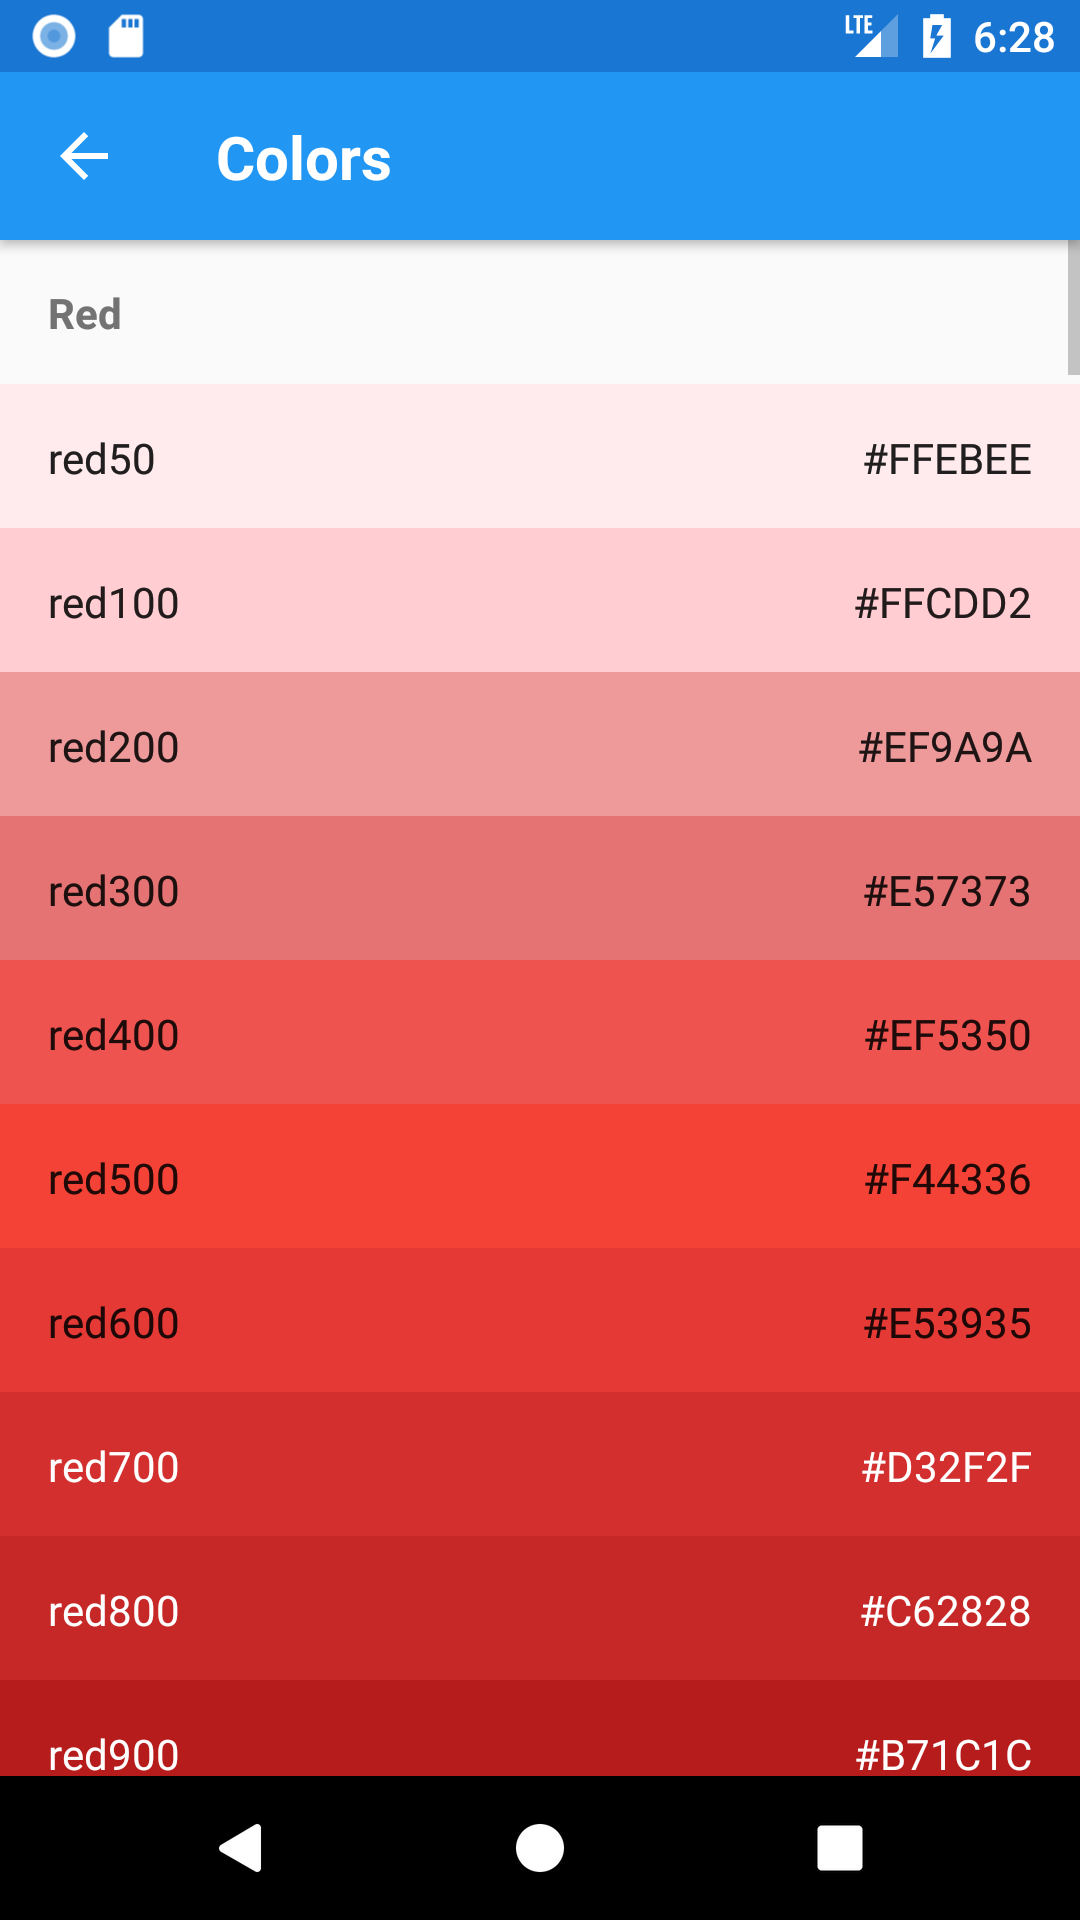 LTE 6:28
Colors
Red
red50 #FFEBEE
red100 #FFCDD2
red200 #EF9A9A
red300 #E57373
red400 #EF5350
red500 #F44336
red600 #E53935
red700 #D32F2F
red800 #C62828
red900 #B71C1C